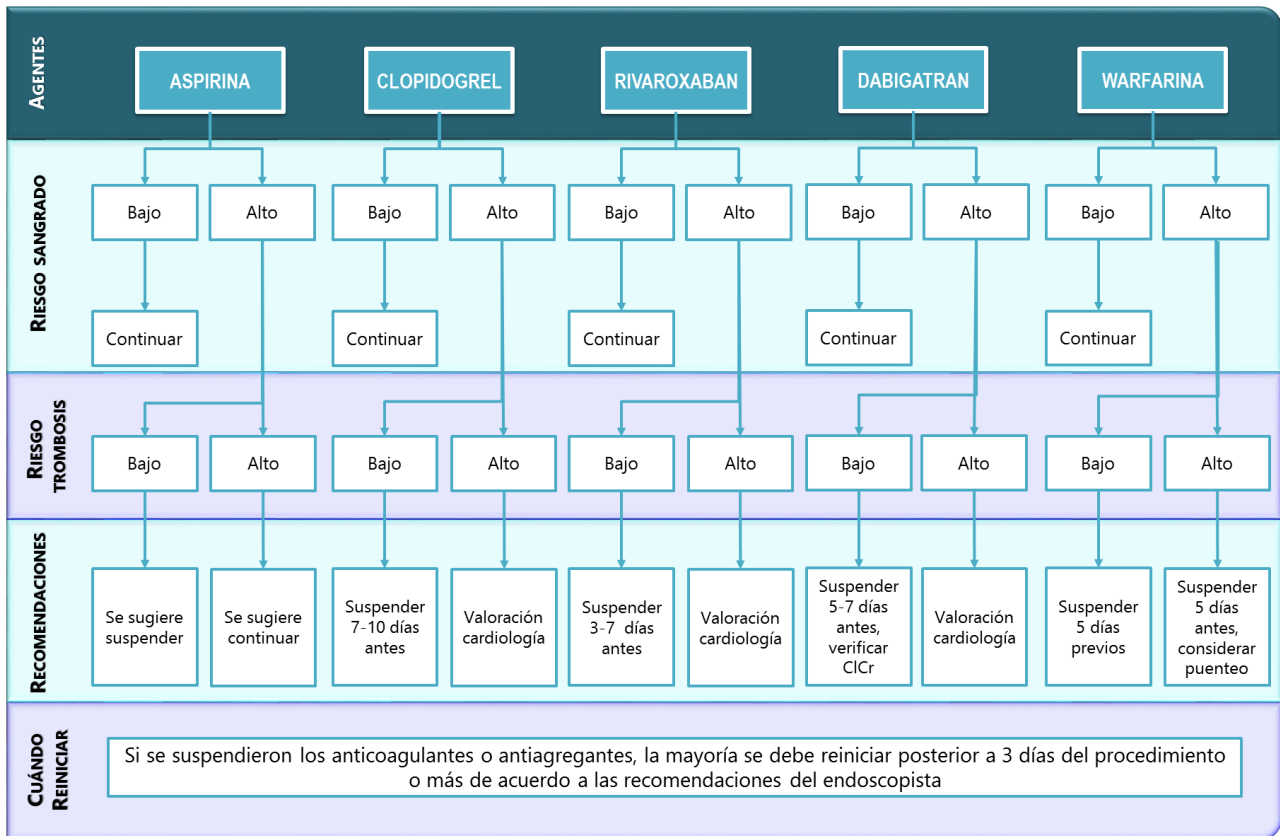 AGENTES
ASPIRINA
CLOPIDOGREL
RIVAROXABAN
DABIGATRAN
WARFARINA
RIESGO SANGRADO
Bajo
Alto
Bajo
Alto
Bajo
Alto
Bajo
Alto
Bajo
Alto
Continuar
Continuar
Continuar
Continuar
Continuar
RIESGO
TROMBOSIS
Bajo
Alto
Bajo
Alto
Bajo
Alto
Bajo
Alto
Bajo
Alto
RECOMENDACIONES
Se sugiere
suspender
Se sugiere
continuar
Suspender
7-10 días
antes
Valoración
cardiología
Suspender
3-7 días
antes
Valoración
cardiología
Suspender
5-7 días
antes,
verificar
ClCr
Valoración
cardiología
Suspender
5 días
previos
Suspender
5 días
antes,
considerar
puenteo
CUÁNDO
REINICIAR
Si se suspendieron los anticoagulantes o antiagregantes, la mayoría se debe reiniciar posterior a 3 días del procedimiento
o más de acuerdo a las recomendaciones del endoscopista